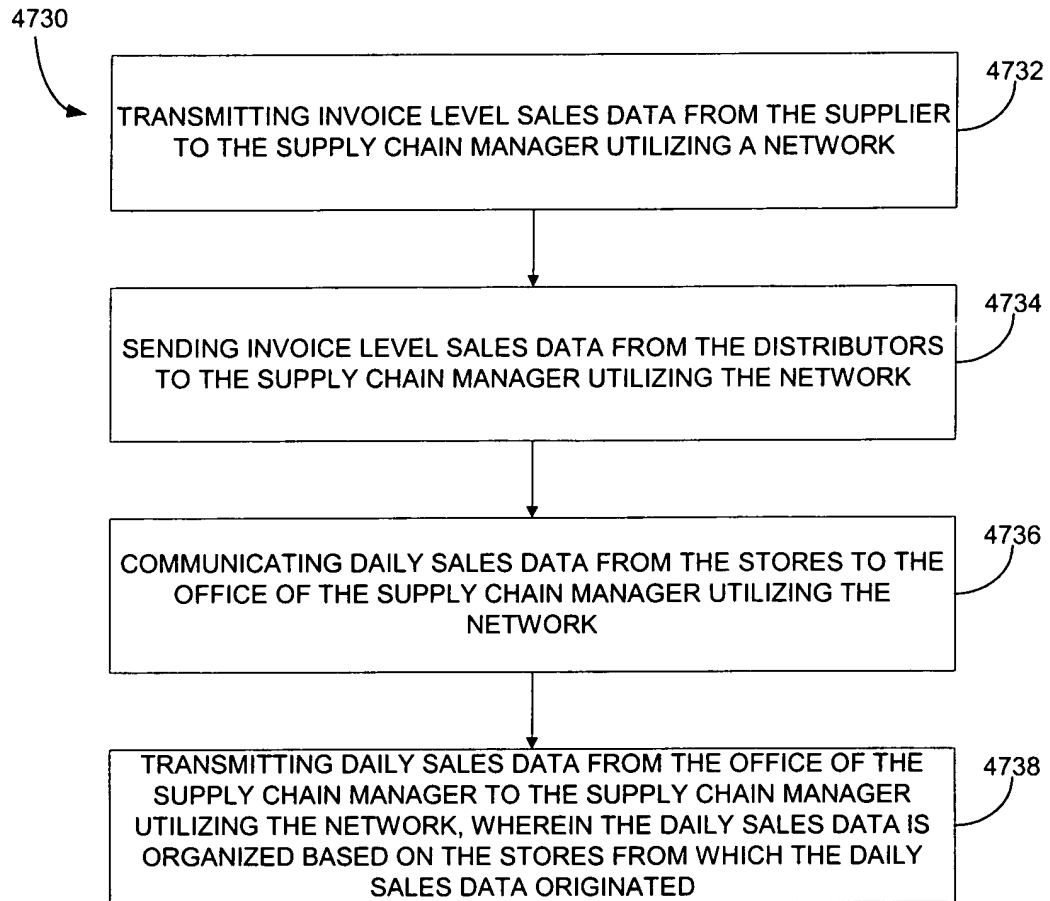 4730
4732
TRANSMITTING INVOICE LEVEL SALES DATA FROM THE SUPPLIER
TO THE SUPPLY CHAIN MANAGER UTILIZING A NETWORK
4734
SENDING INVOICE LEVEL SALES DATA FROM THE DISTRIBUTORS
TO THE SUPPLY CHAIN MANAGER UTILIZING THE NETWORK
4736
COMMUNICATING DAILY SALES DATA FROM THE STORES TO THE
OFFICE OF THE SUPPLY CHAIN MANAGER UTILIZING THE
NETWORK
4738
TRANSMITTING DAILY SALES DATA FROM THE OFFICE OF THE
SUPPLY CHAIN MANAGER TO THE SUPPLY CHAIN MANAGER
UTILIZING THE NETWORK, WHEREIN THE DAILY SALES DATA IS
ORGANIZED BASED ON THE STORES FROM WHICH THE DAILY
SALES DATA ORIGINATED